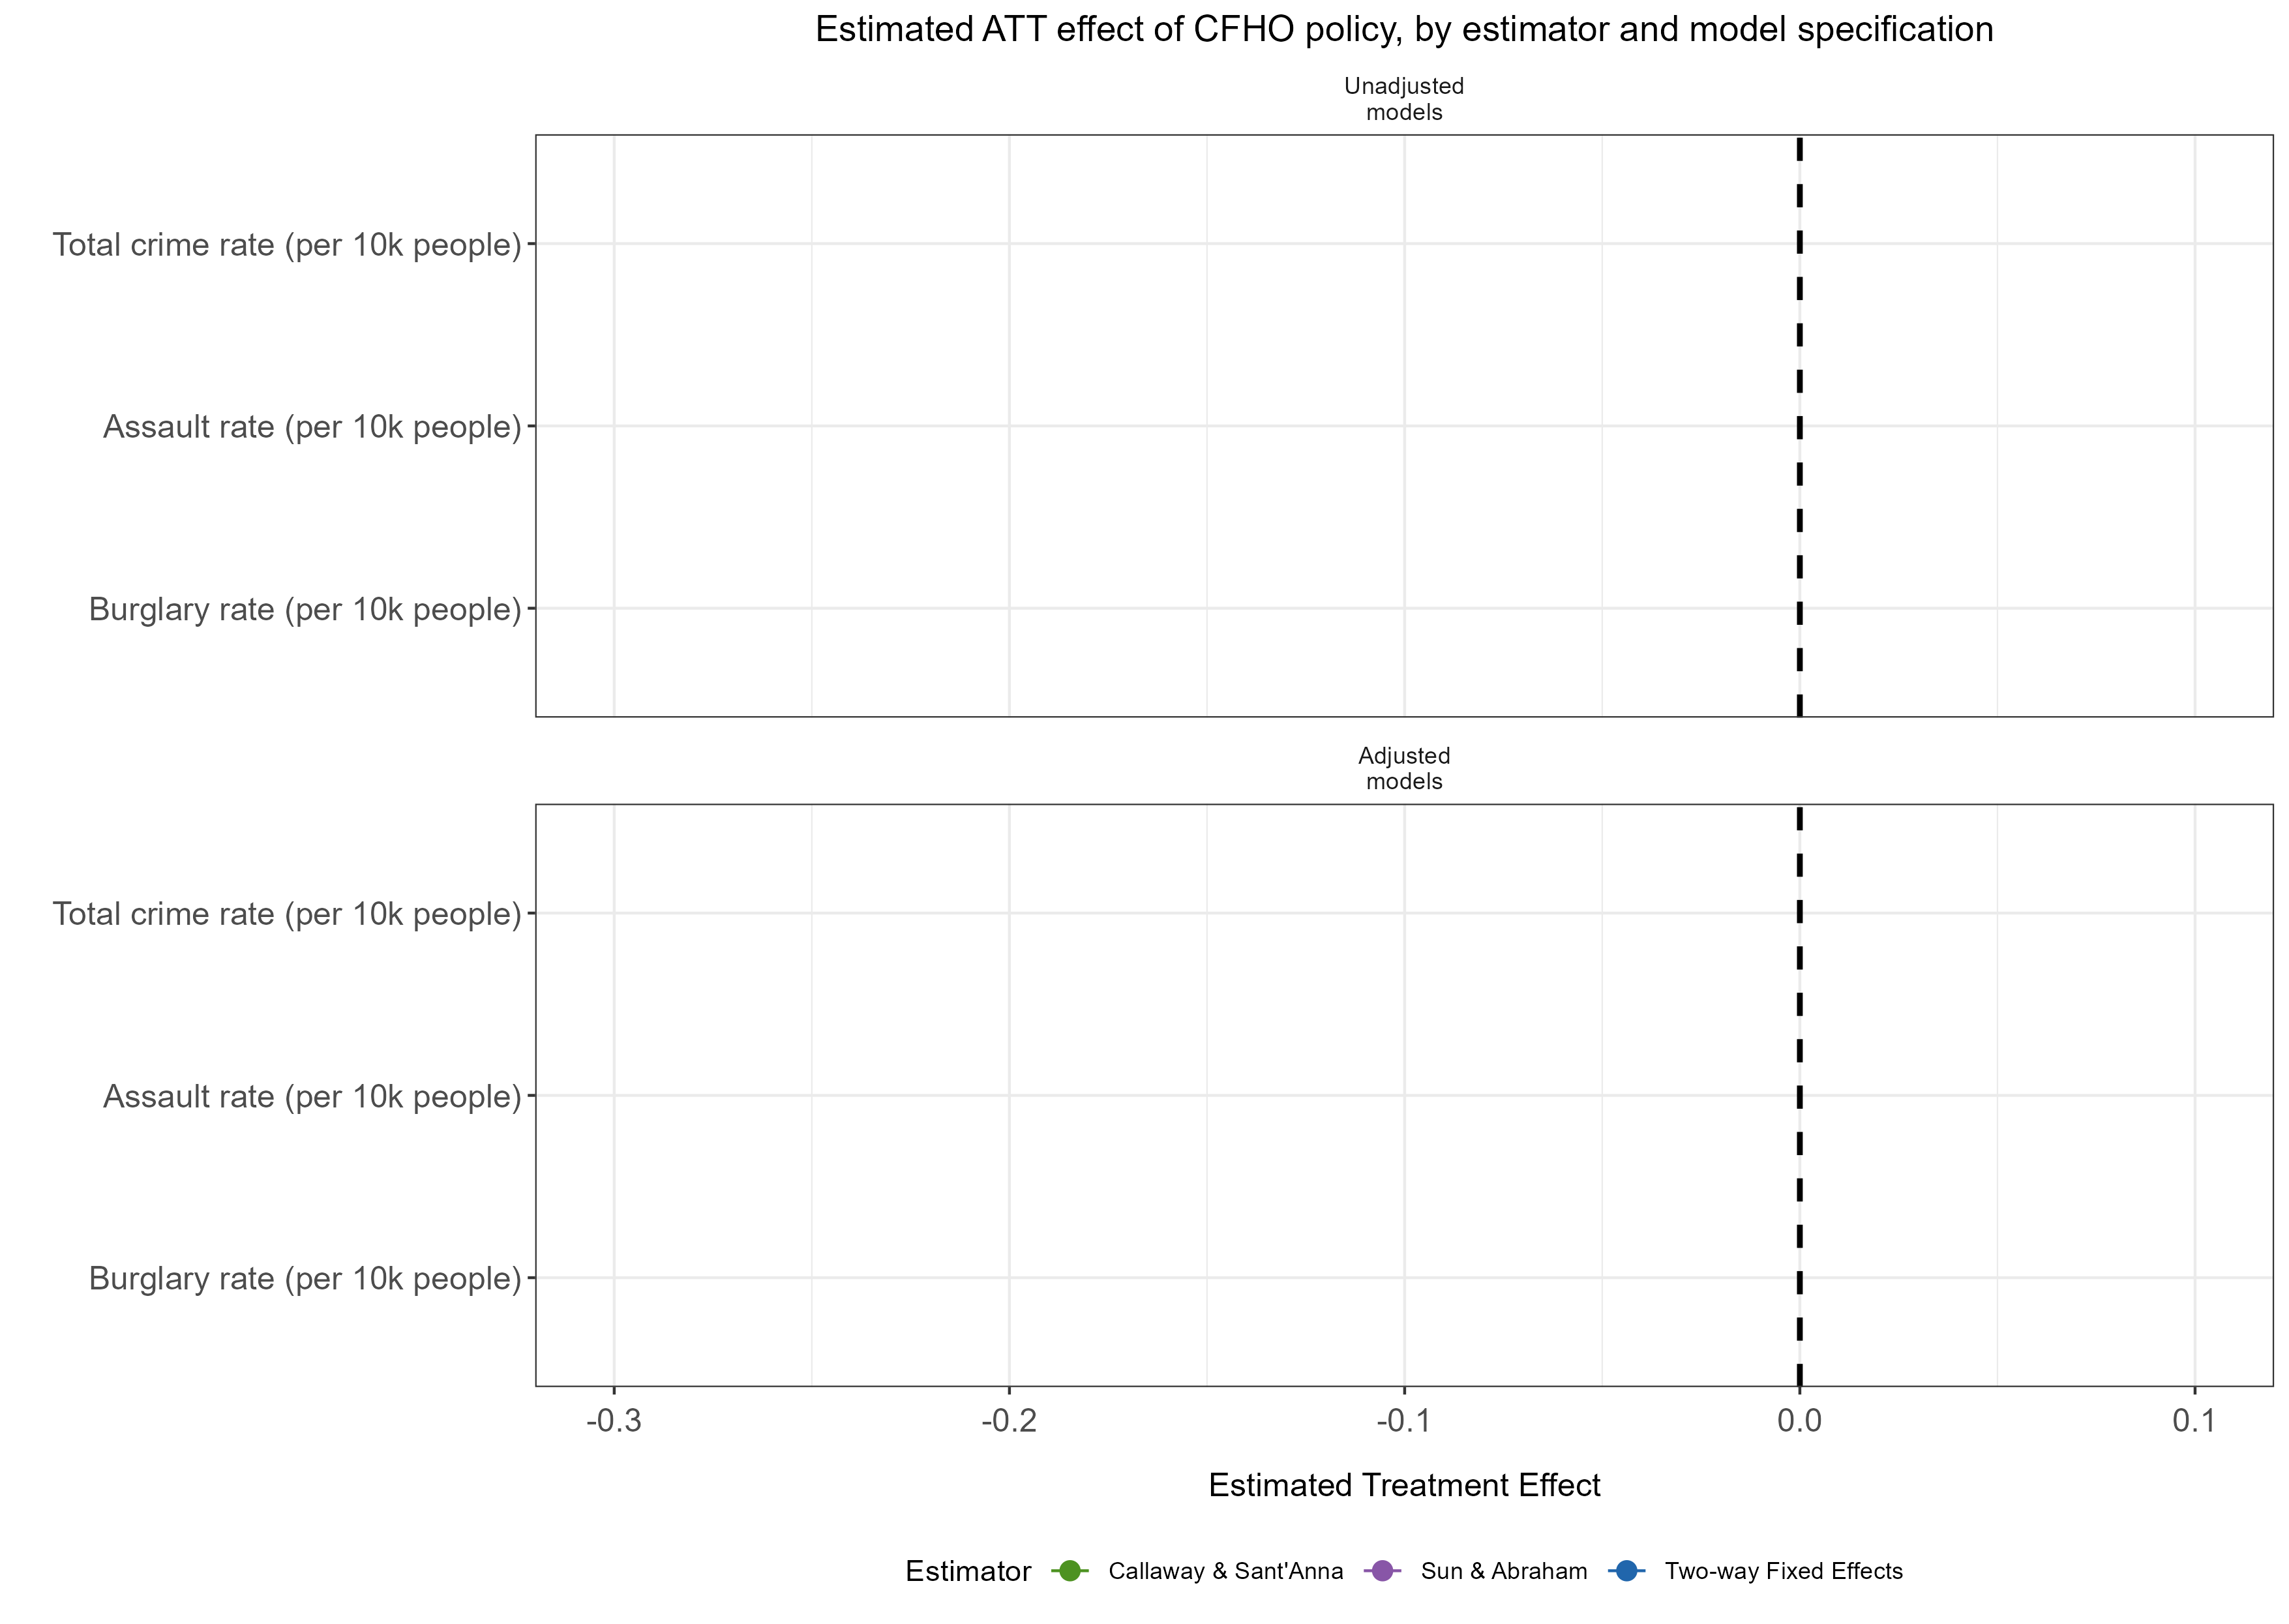 Estimated ATT effect of CFHO policy, by estimator and model specification
Unadjusted
models
Total crime rate (per 10k people)
Assault rate (per 10k people)
Burglary rate (per 10k people)
Adjusted
models
Total crime rate (per 10k people)
Assault rate (per 10k people)
Burglary rate (per 10k people)
-0.3 -0.2 -0.1 0.0 0.1
Estimated Treatment Effect
Estimator Callaway & Sant'Anna Sun & Abraham Two-way Fixed Effects